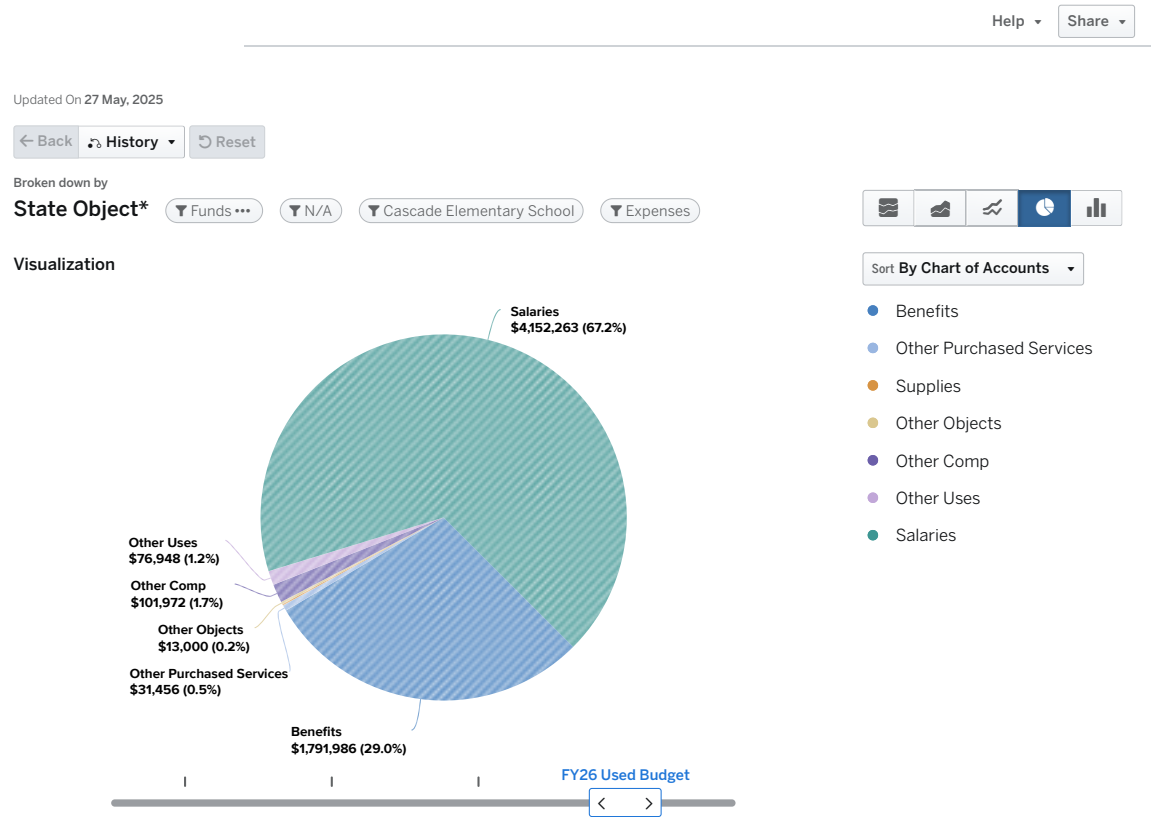 Help
Share
Updated On 27 May, 2025
Back
History
Reset
Broken down by
State Object*
Funds •••
N/A
Cascade Elementary School
Expenses
Visualization
Sort By Chart of Accounts
Benefits
Other Purchased Services
Supplies
Other Objects
Other Comp
Other Uses
Salaries
Salaries
$4,152,263 (67.2%)
Other Uses
$76,948 (1.2%)
Other Comp
$101,972 (1.7%)
Other Objects
$13,000 (0.2%)
Other Purchased Services
$31,456 (0.5%)
Benefits
$1,791,986 (29.0%)
FY26 Used Budget